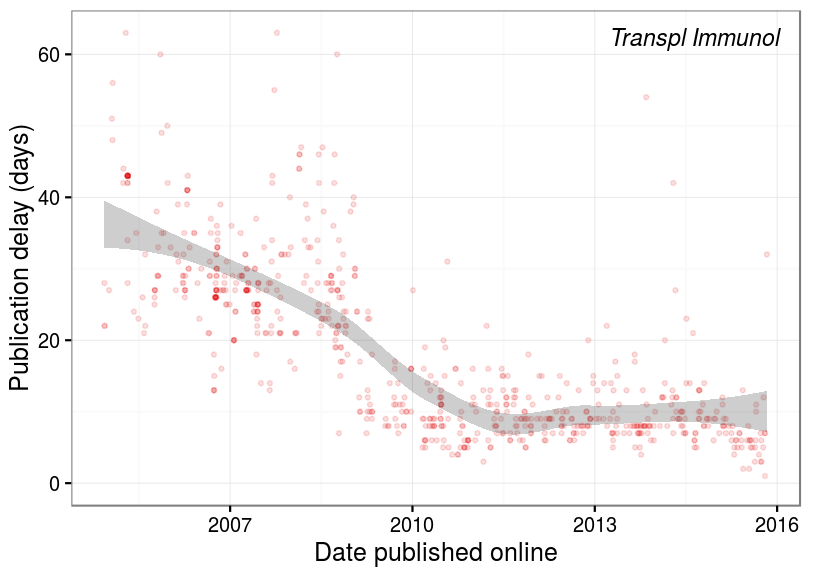 Transpl Immunol
Publication delay (days)
60
40
20
0
2007 2010 2013 2016
Date published online